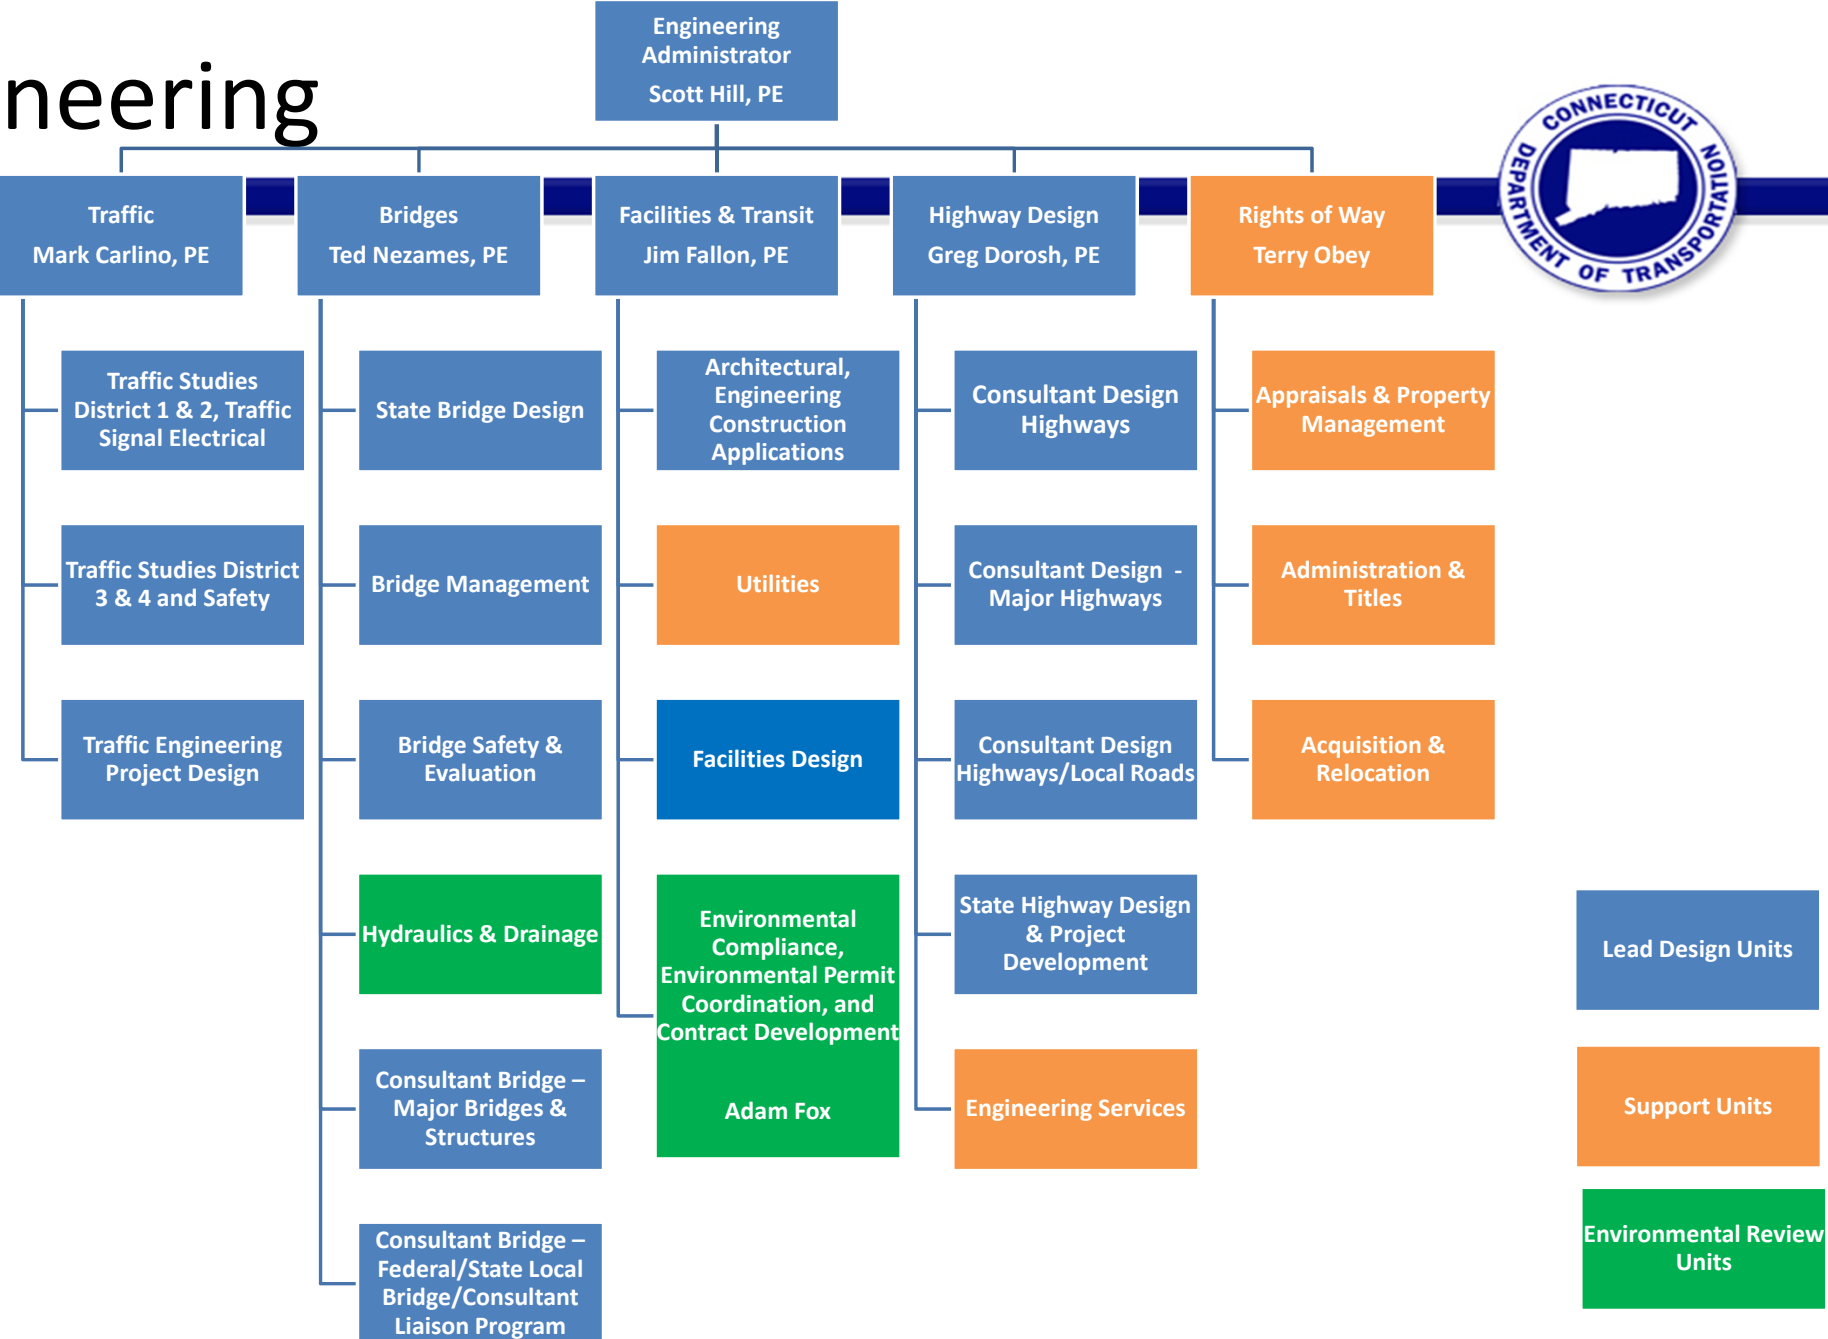 Engineering
Administrator
Scott Hill, PE
neering
CONNECTICUT
DEPARTMENT OF TRANSPORTATION
Traffic
Mark Carlino, PE
Bridges
Ted Nezames, PE
Facilities & Transit
Jim Fallon, PE
Highway Design
Greg Dorosh, PE
Rights of Way
Terry Obey
Traffic Studies
District 1 & 2, Traffic
Signal Electrical
Traffic Studies District
3 & 4 and Safety
Traffic Engineering
Project Design
State Bridge Design
Bridge Management
Bridge Safety &
Evaluation
Hydraulics & Drainage
Consultant Bridge –
Major Bridges &
Structures
Consultant Bridge –
Federal/State Local
Bridge/Consultant
Liaison Program
Architectural,
Engineering
Construction
Applications
Utilities
Facilities Design
Environmental
Compliance,
Environmental Permit
Coordination, and
Contract Development
Adam Fox
Consultant Design
Highways
Consultant Design -
Major Highways
Consultant Design
Highways/Local Roads
State Highway Design
& Project
Development
Engineering Services
Appraisals & Property
Management
Administration &
Titles
Acquisition &
Relocation
Lead Design Units
Support Units
Environmental Review
Units